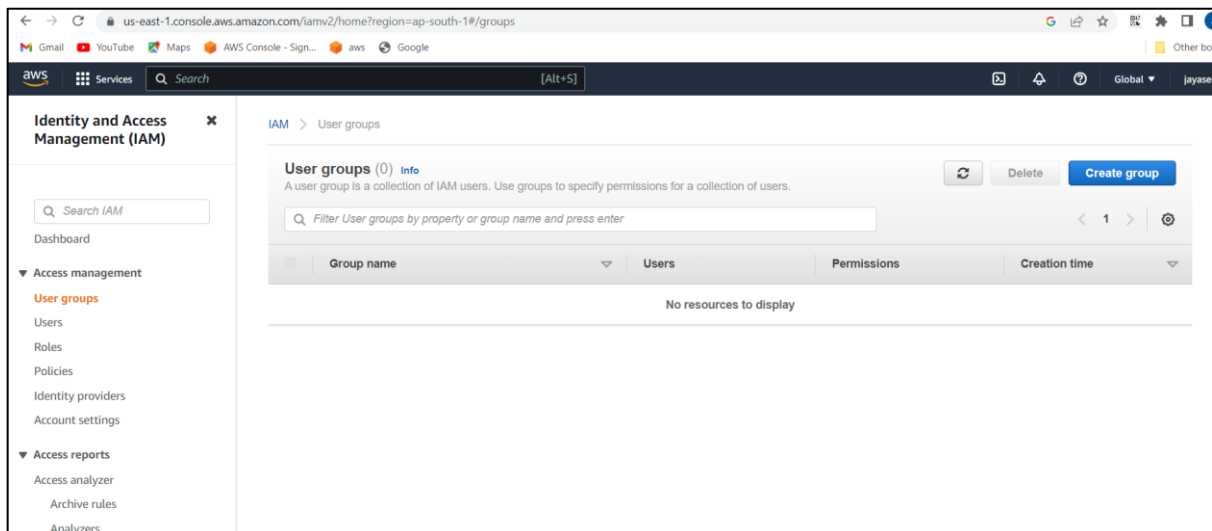 us-east-1.console.aws.amazon.com/iamv2/home?region=ap-south-1#/groups
Gmail YouTube Maps AWS Console - Sign... aws Google Other bo
aws Services Search [Alt+S] Global jayase
Identity and Access
Management (IAM)
Search IAM
Dashboard
Access management
User groups
Users
Roles
Policies
Identity providers
Account settings
Access reports
Access analyzer
Archive rules
Analyzers
IAM > User groups
User groups (0) Info
A user group is a collection of IAM users. Use groups to specify permissions for a collection of users.
Delete Create group
Filter User groups by property or group name and press enter
< 1 >
Group name Users Permissions Creation time
No resources to display